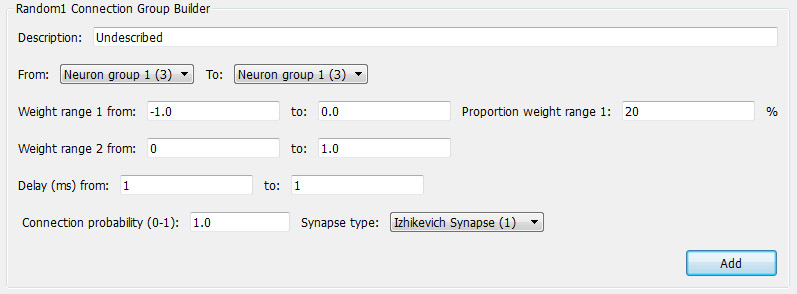 Random1 Connection Group Builder
Description: Undescribed
From: Neuron group 1 (3) To: Neuron group 1 (3)
Weight range 1 from: -1.0 to: 0.0 Proportion weight range 1: 20 %
Weight range 2 from: 0 to: 1.0
Delay (ms) from: 1 to: 1
Connection probability (0-1): 1.0 Synapse type: Izhikevich Synapse (1)
Add